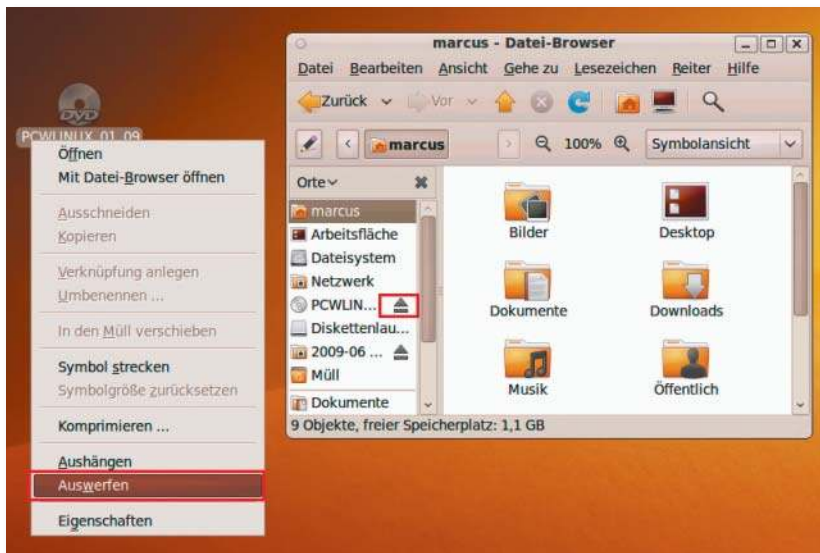 DVD
PCWLINUX_01_09
Öffnen
Mit Datei-Browser öffnen
Ausschneiden
Kopieren
Verknüpfung anlegen
Umbenennen ...
In den Müll verschieben
Symbol strecken
Symbolgröße zurücksetzen
Komprimieren ...
Aushängen
Auswerfen
Eigenschaften
marcus - Datei-Browser
Datei Bearbeiten Ansicht Gehe zu Lesezeichen Reiter Hilfe
Zurück Vor
marcus 100% Symbolansicht
Orte
marcus
Arbeitsfläche
Dateisystem
Netzwerk
PCWLIN...
Diskettenlau...
2009-06 ...
Müll
Dokumente
Bilder Desktop
Dokumente Downloads
Musik Öffentlich
9 Objekte, freier Speicherplatz: 1,1 GB